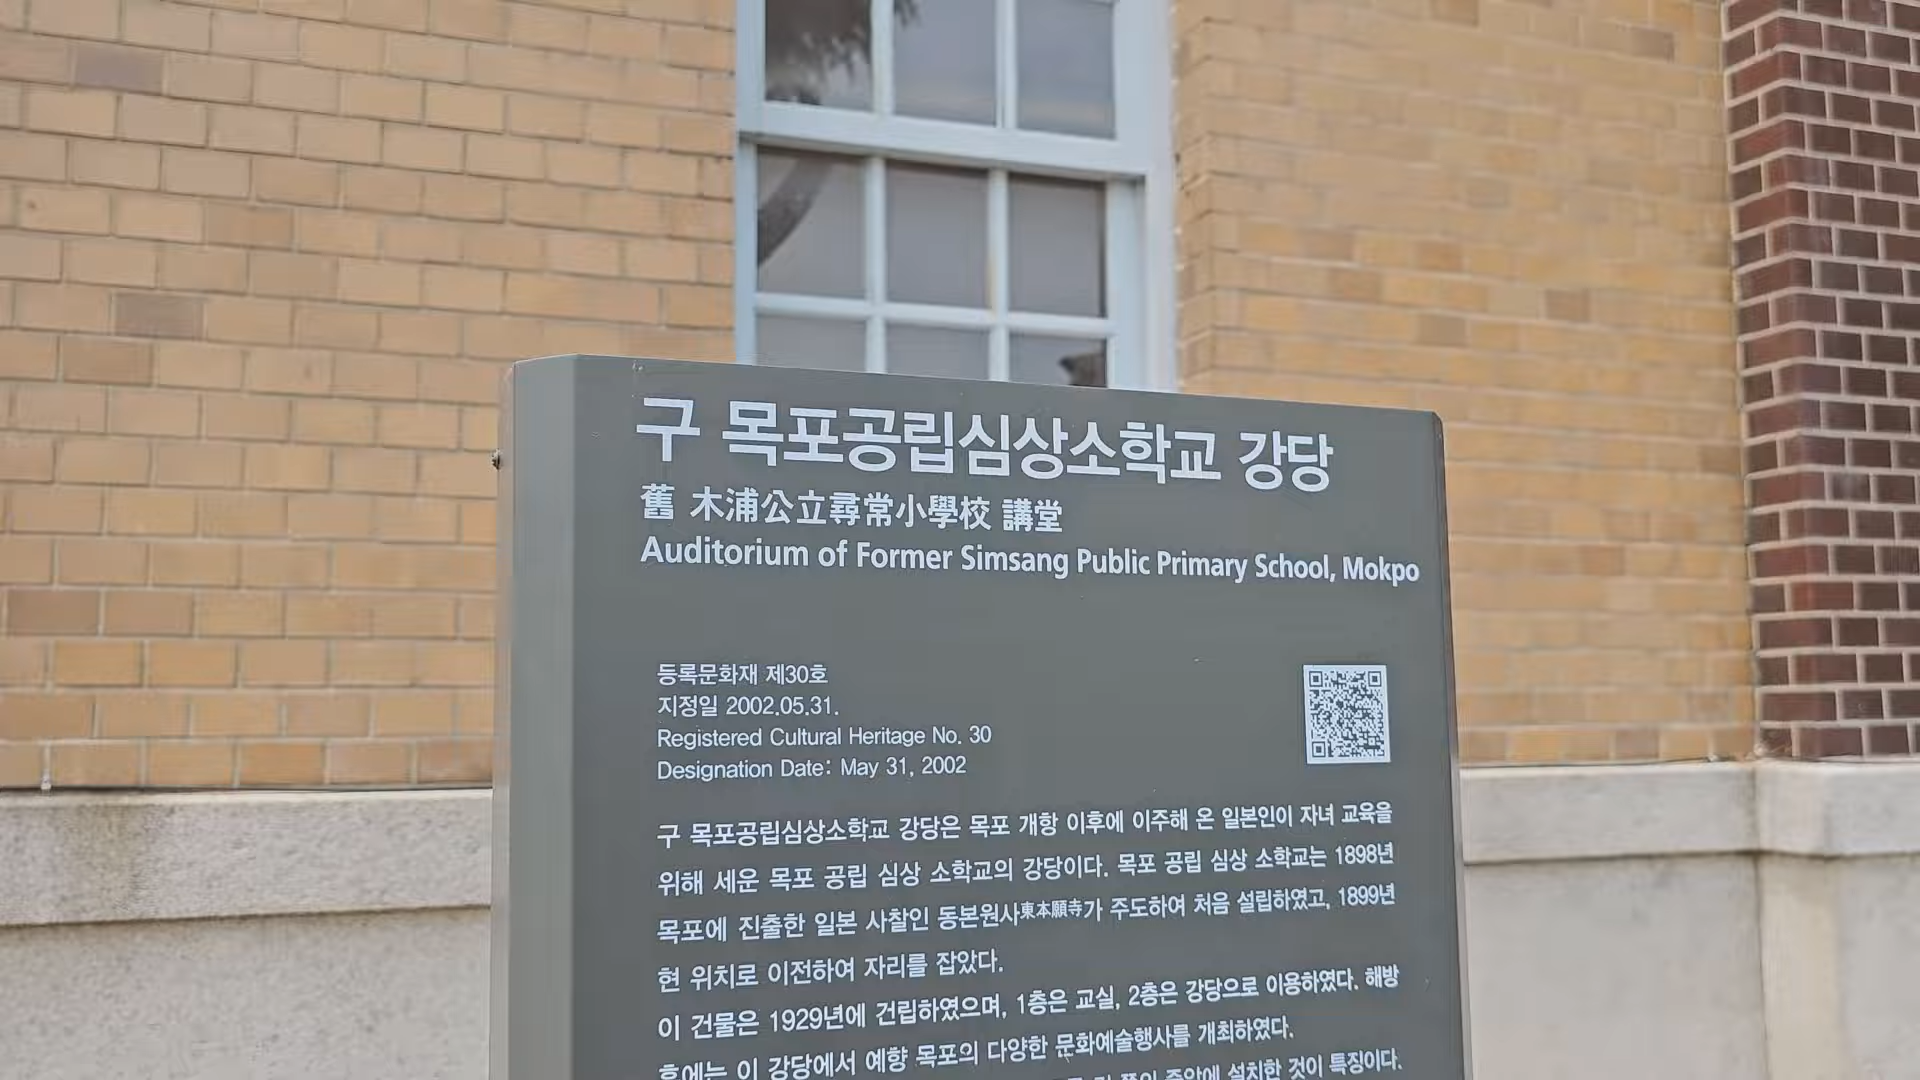 구 목포공립심상소학교 강당
舊 木浦公立尋常小學校 講堂
Auditorium of Former Simsang Public Primary School, Mokpo
등록문화재 제30호
지정일 2002.05.31.
Registered Cultural Heritage No. 30
Designation Date: May 31, 2002
구 목포공립심상소학교 강당은 목포 개항 이후에 이주해 온 일본인이 자녀 교육을
위해 세운 목포 공립 심상 소학교의 강당이다. 목포 공립 심상 소학교는 1898년
목포에 진출한 일본 사찰인 동본원사東本願寺가 주도하여 처음 설립하였고, 1899년
현 위치로 이전하여 자리를 잡았다.
이 건물은 1929년에 건립하였으며, 1층은 교실, 2층은 강당으로 이용하였다. 해방
후에는 이 강당에서 예향 목포의 다양한 문화예술행사를 개최하였다.
중앙에 설치한 것이 특징이다.